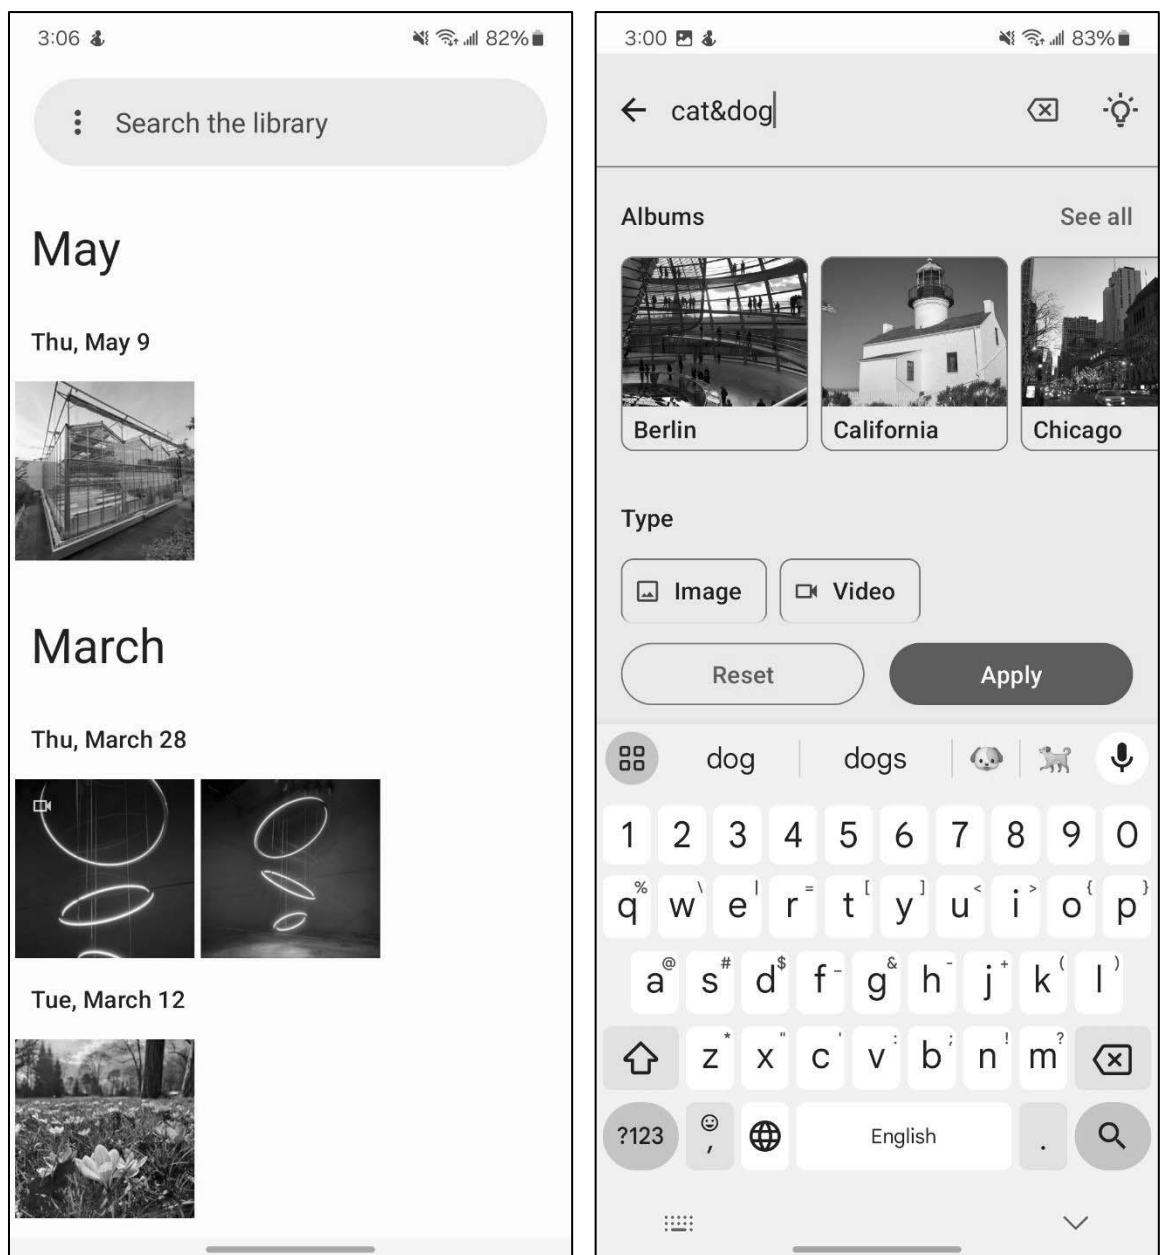 3:06 82%
Search the library
May
Thu, May 9
March
Thu, March 28
Tue, March 12
3:00 83%
cat&dog
Albums See all
Berlin California Chicago
Type
Image Video
Reset Apply
dog dogs
1 2 3 4 5 6 7 8 9 0
q% w\ e| r= t[ y] u< i> o{ p}
a@ s# d$ f- g& h- j+ k( l)
z* x" c' v: b; n! m?
?123 , English .